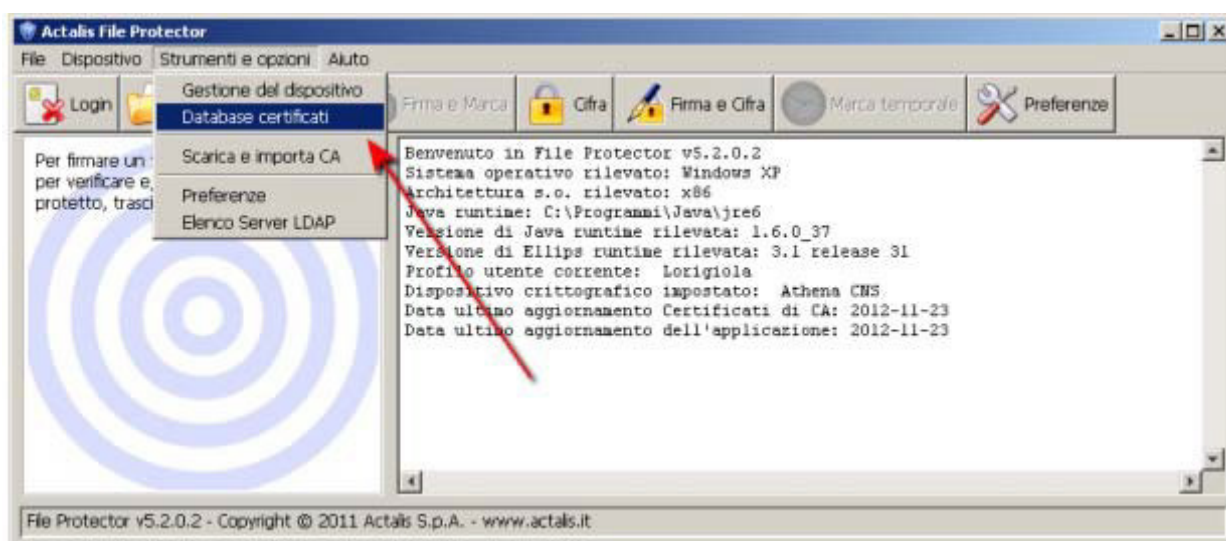 Actalis File Protector
File Dispositivo Strumenti e opzioni Aiuto
Login
Firma e Marca
Cifra
Firma e Cifra
Marca temporale
Preferenze
Gestione del dispositivo
Database certificati
Scarica e importa CA
Preferenze
Elenco Server LDAP
Per firmare un
per verificare e,
protetto, trasci
Benvenuto in File Protector v5.2.0.2
Sistema operativo rilevato: Windows XP
Architettura s.o. rilevato: x86
Java runtime: C:\Programmi\Java\jre6
Versione di Java runtime rilevata: 1.6.0_37
Versione di Ellips runtime rilevata: 3.1 release 31
Profilo utente corrente: Lorigiola
Dispositivo crittografico impostato: Athena CNS
Data ultimo aggiornamento Certificati di CA: 2012-11-23
Data ultimo aggiornamento dell'applicazione: 2012-11-23
File Protector v5.2.0.2 - Copyright © 2011 Actalis S.p.A. - www.actalis.it